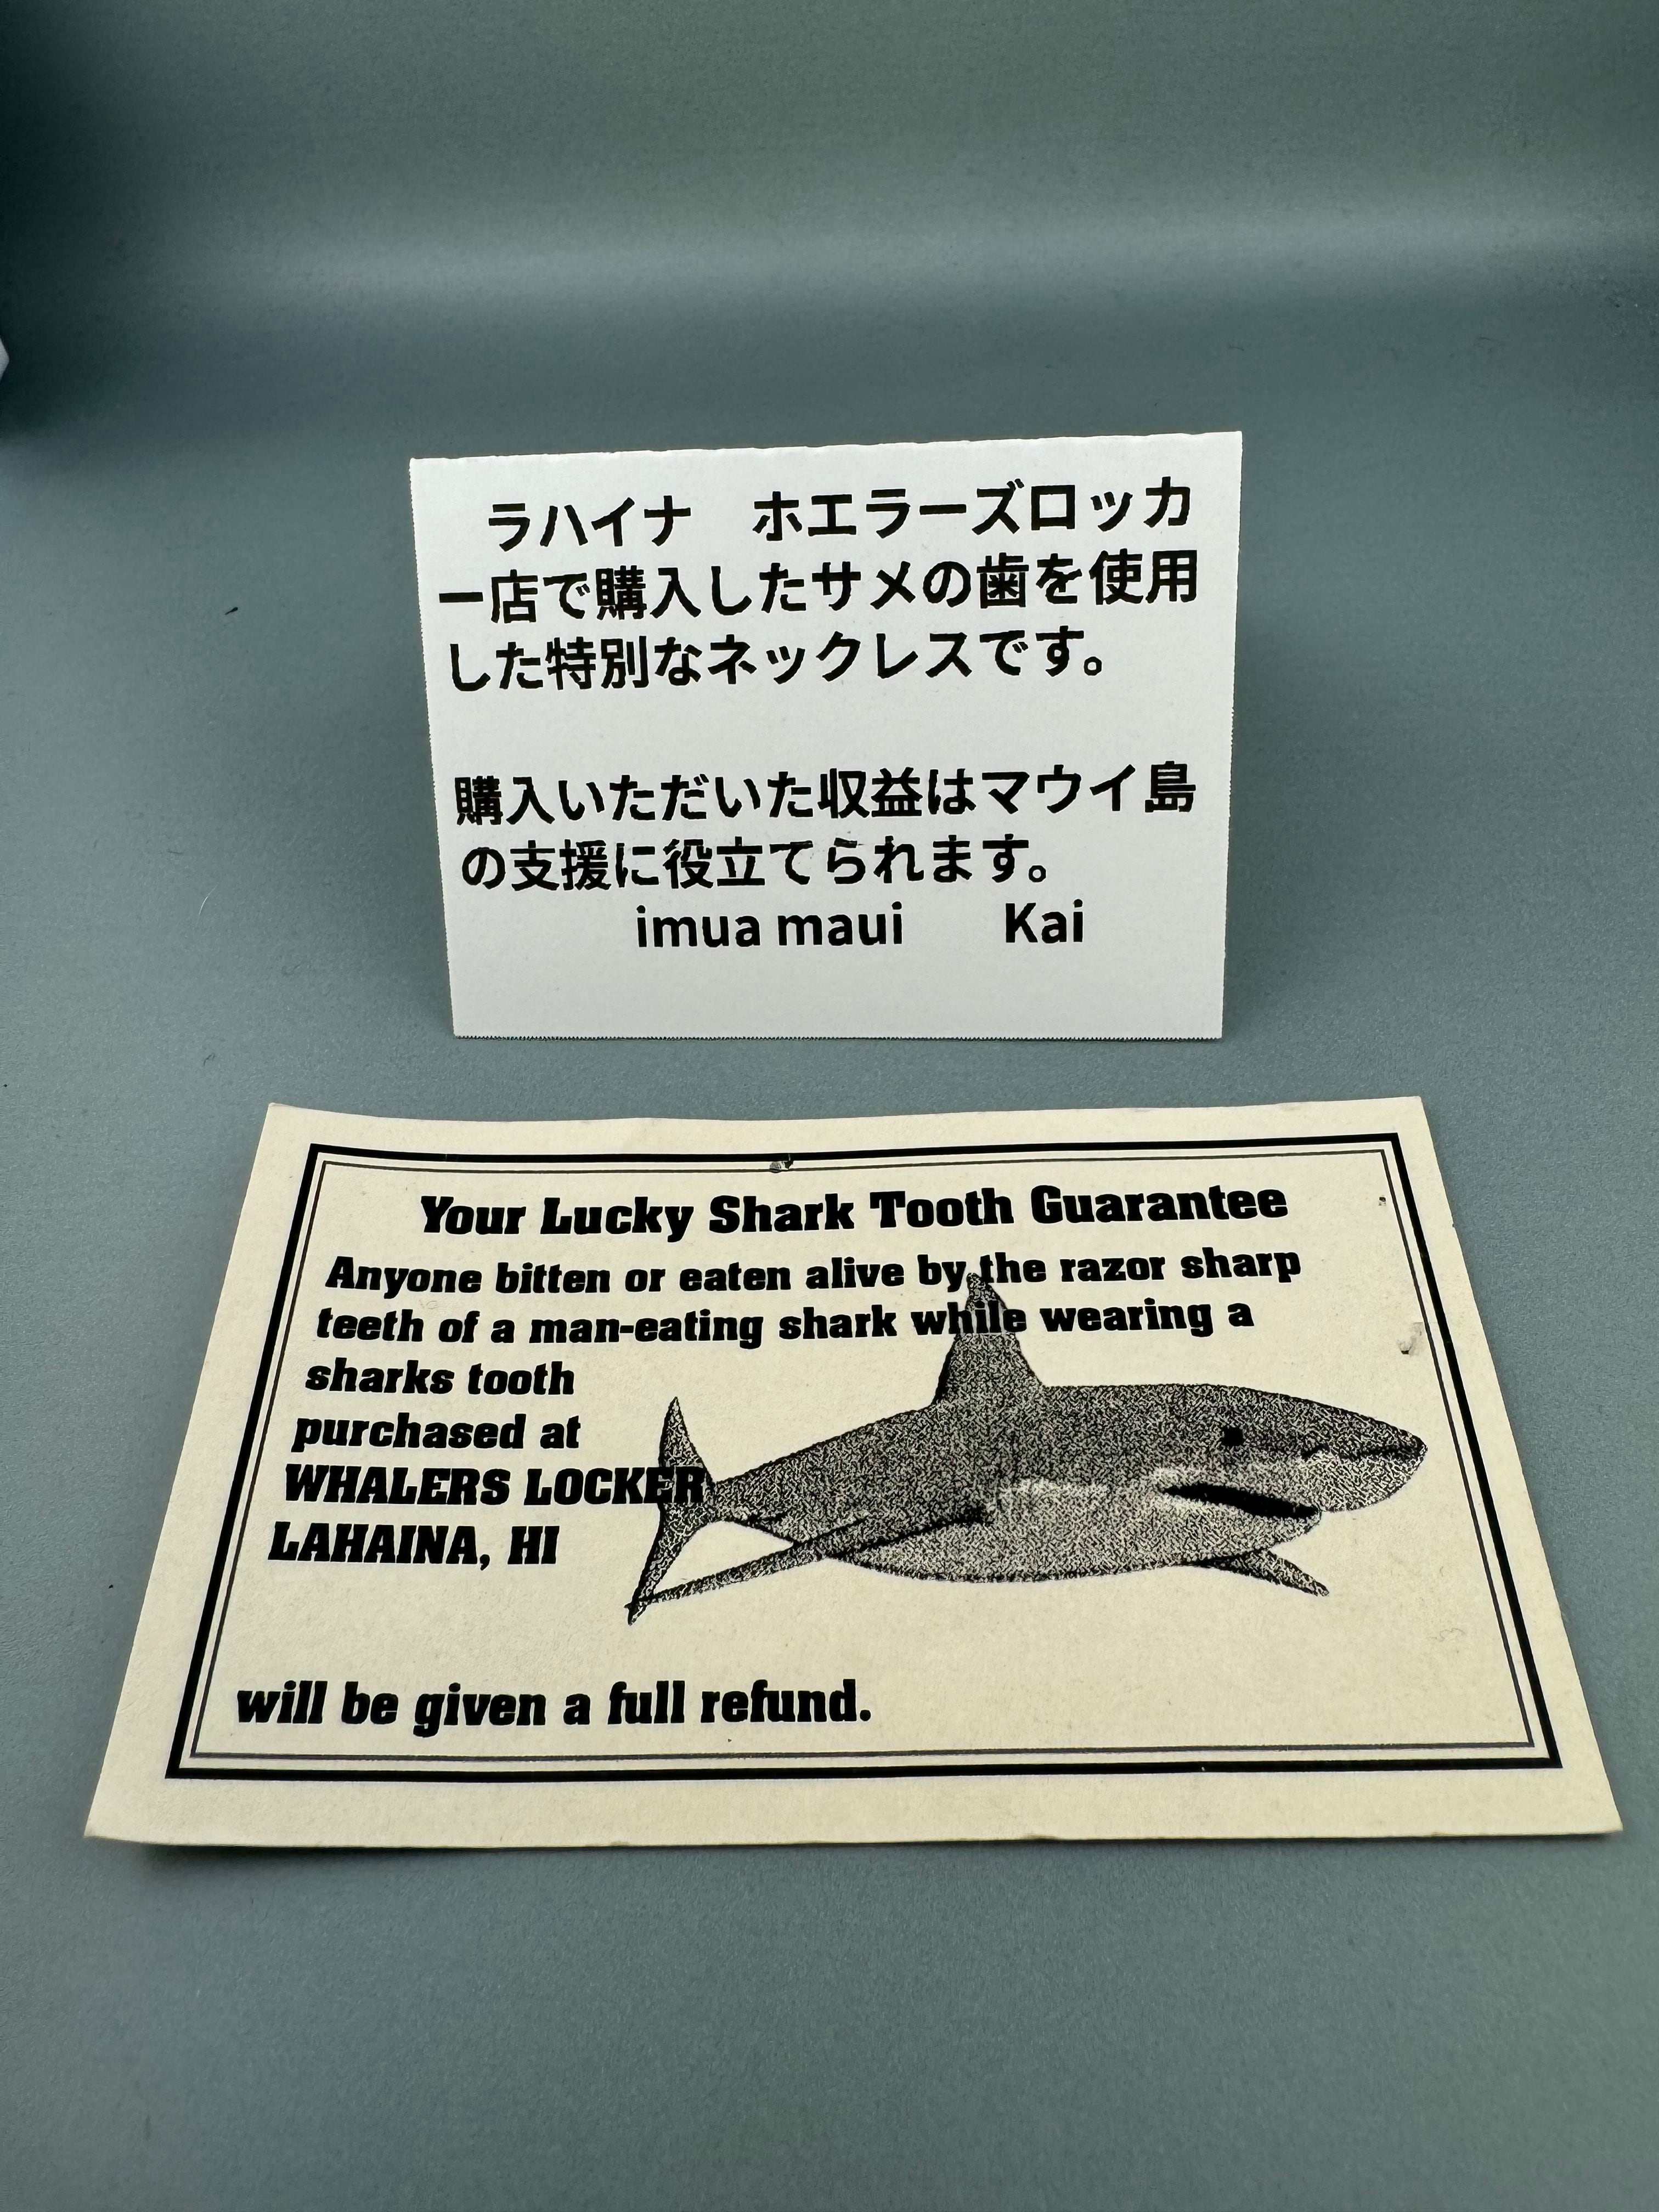 ラハイナ　ホエラーズロッカ
ー店で購入したサメの歯を使用
した特別なネックレスです。
購入いただいた収益はマウイ島
の支援に役立てられます。
imua maui　Kai
Your Lucky Shark Tooth Guarantee
Anyone bitten or eaten alive by the razor sharp
teeth of a man-eating shark while wearing a
sharks tooth
purchased at
WHALERS LOCKER
LAHAINA, HI
will be given a full refund.